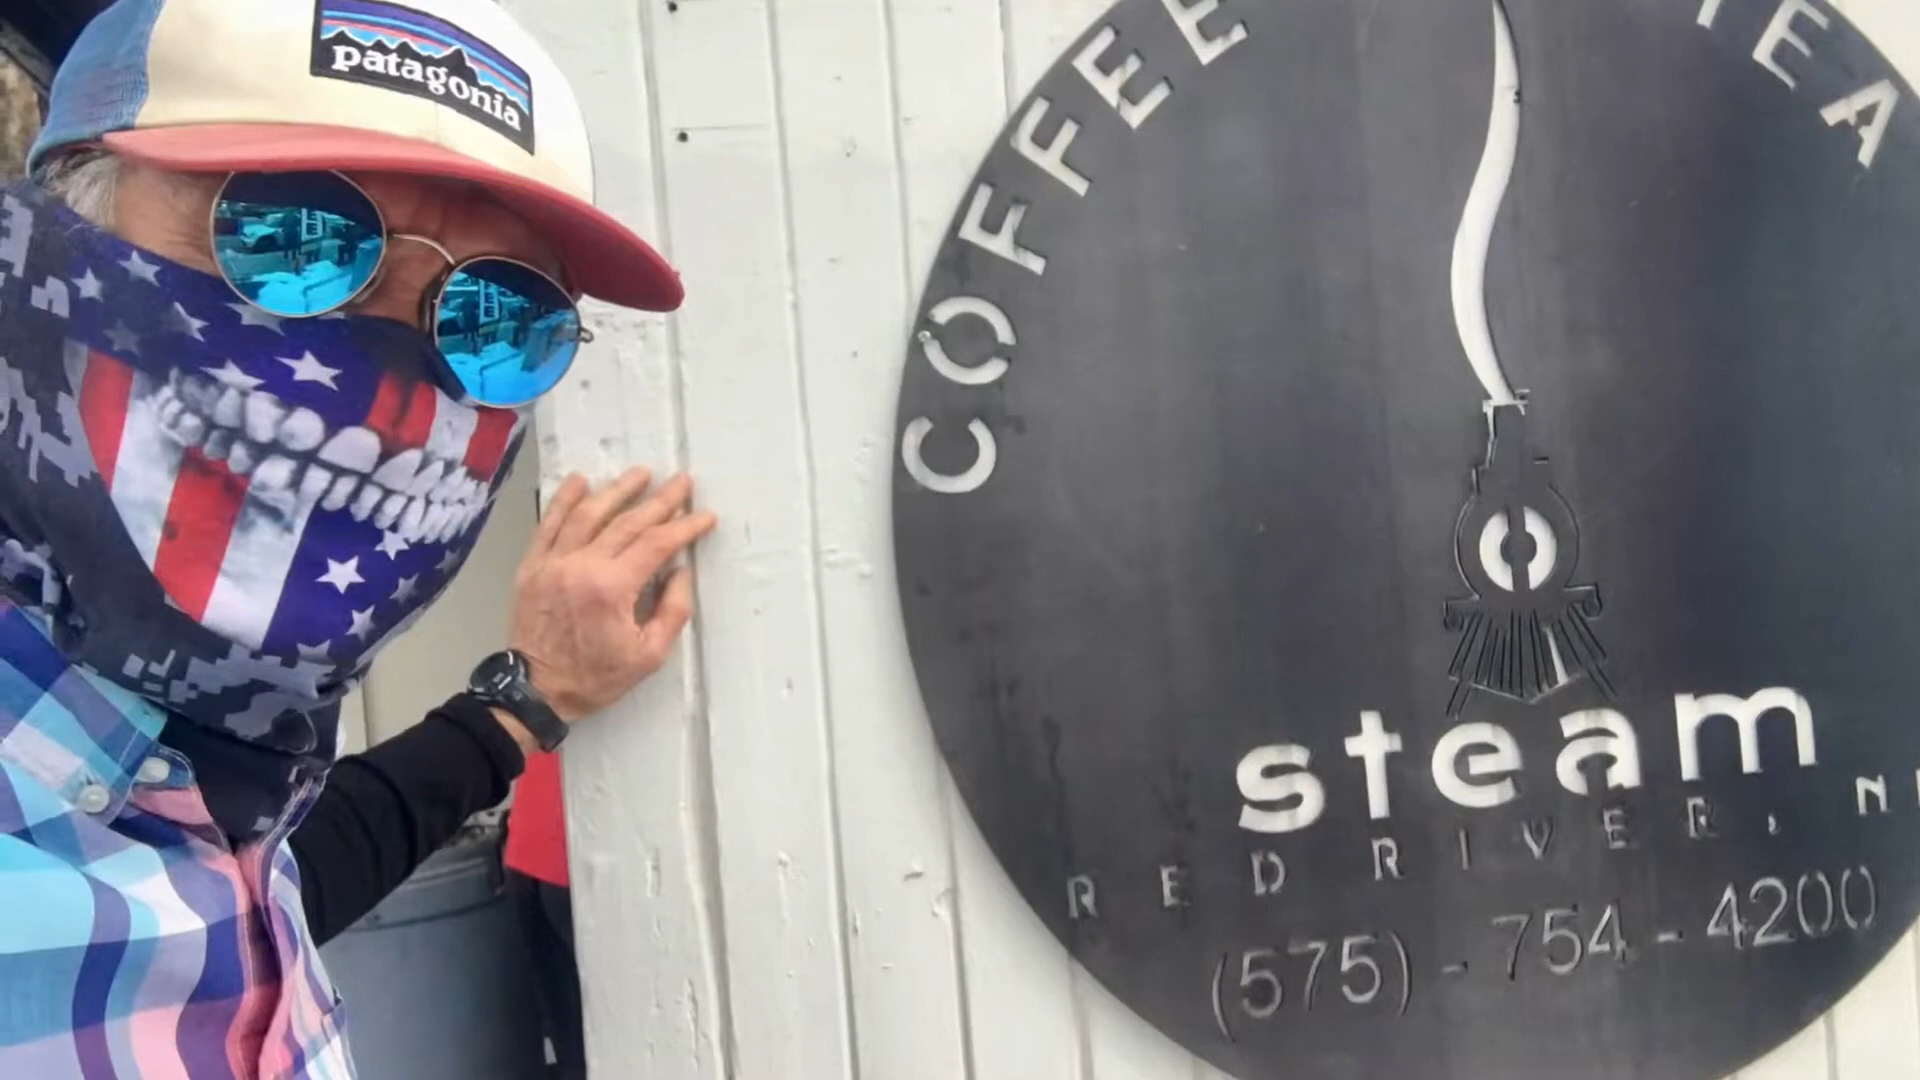 patagonia
COFFEE
TEA
steam
RED RIVER, N
(575)-754-4200